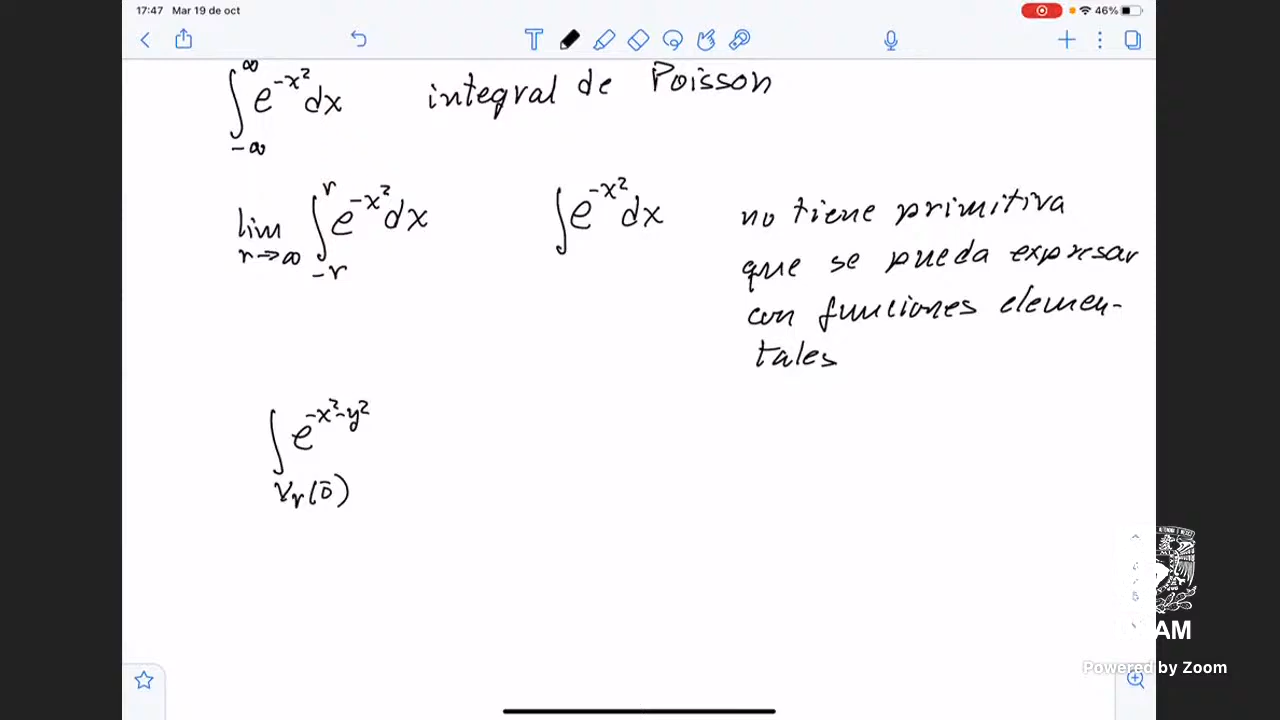 17:47 Mar 19 de oct
46%
∫_{-∞}^{∞} e^{-x²} dx integral de Poisson
lim_{r→∞} ∫_{-r}^{r} e^{-x²} dx ∫ e^{-x²} dx no tiene primitiva
que se pueda expresar
con funciones elemen-
tales
∫_{V_r(0̄)} e^{-x²-y²}
AM
Powered by Zoom